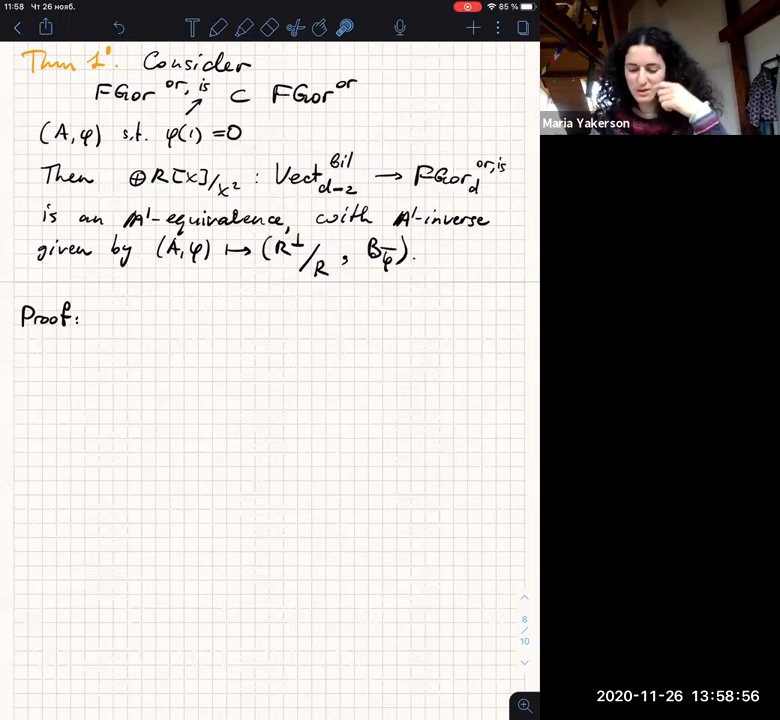 11:58 Чт 26 нояб.
85 %
Maria Yakerson
Thm 1'. Consider
FGor^{or, is} ⊂ FGor^{or}
(A, φ) s.t. φ(1) = 0
Then ⊕ R[x]/x² : Vect^{bil}_{d-2} → FGor^{or, is}_d
is an A¹-equivalence, with A¹-inverse
given by (A, φ) ↦ (R^⊥/R, B_φ̄).
Proof:
8
/
10
2020-11-26 13:58:56